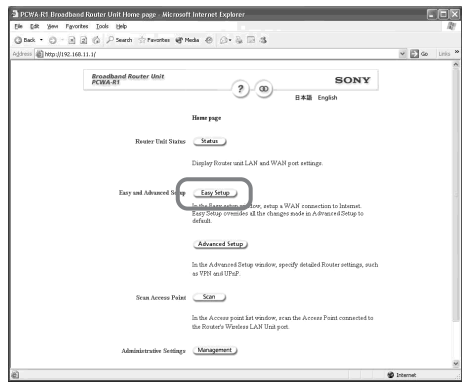 PCWA-R1 Broadband Router Unit Home page - Microsoft Internet Explorer
File Edit View Favorites Tools Help
Back Search Favorites Media
Address http://192.168.11.1/ Go Links »
Broadband Router Unit
PCWA-R1
? SONY
日本語 English
Home page
Router Unit Status Status
Display Router unit LAN and WAN port settings.
Easy and Advanced Setup Easy Setup
In the Easy setup window, setup a WAN connection to Internet.
Easy Setup overrides all the changes made in Advanced Setup to
default.
Advanced Setup
In the Advanced Setup window, specify detailed Router settings, such
as VPN and UPnP.
Scan Access Point Scan
In the Access point list window, scan the Access Point connected to
the Router's Wireless LAN Unit port.
Administrative Settings Management
Internet